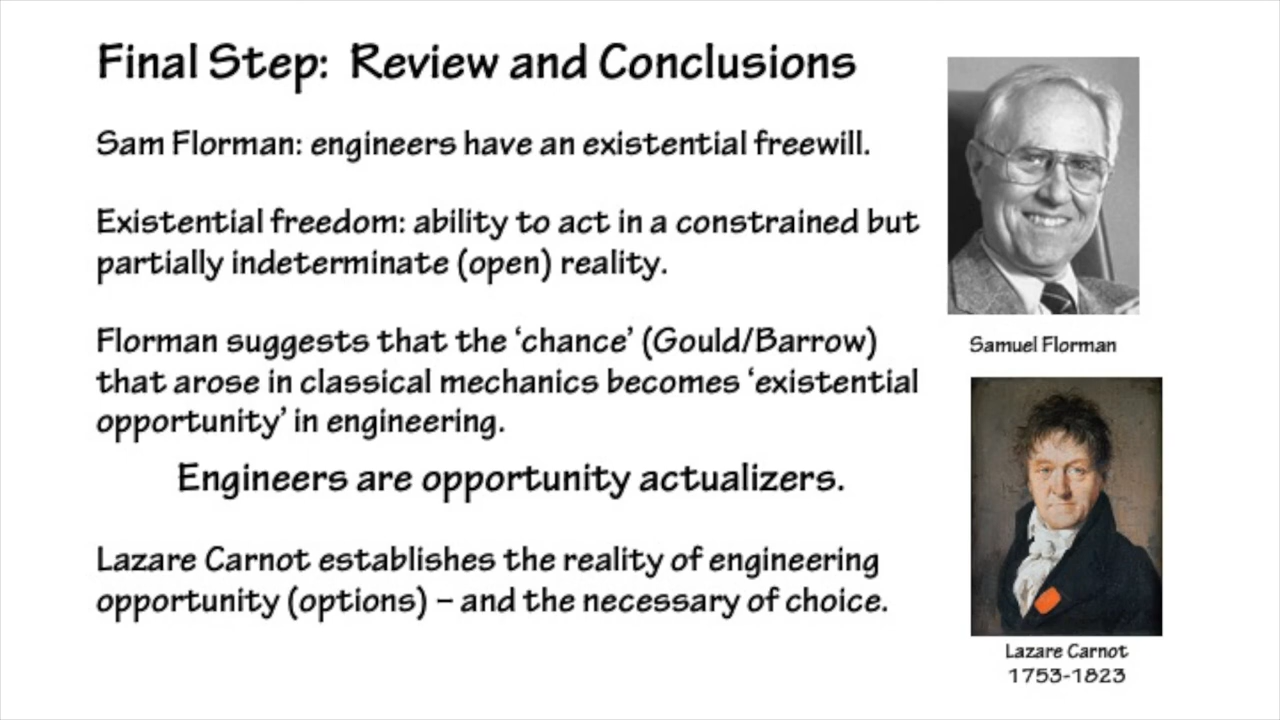 Final Step: Review and Conclusions
Sam Florman: engineers have an existential freewill.
Existential freedom: ability to act in a constrained but
partially indeterminate (open) reality.
Florman suggests that the ‘chance’ (Gould/Barrow)
that arose in classical mechanics becomes ‘existential
opportunity’ in engineering.
Engineers are opportunity actualizers.
Lazare Carnot establishes the reality of engineering
opportunity (options) – and the necessary of choice.
Samuel Florman
Lazare Carnot
1753-1823